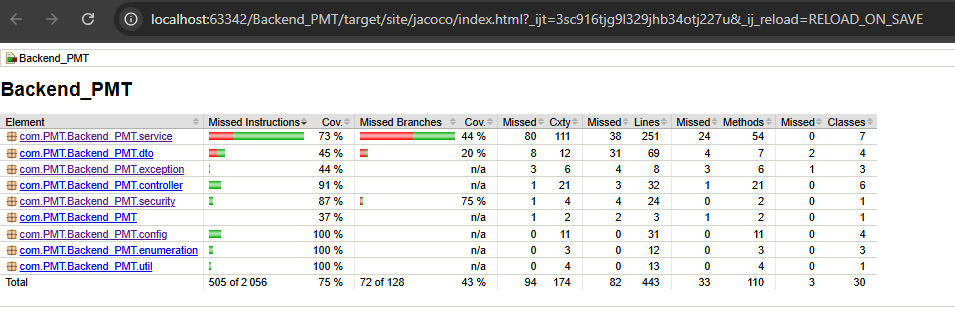 localhost:63342/Backend_PMT/target/site/jacoco/index.html?_ijt=3sc916tjg9l329jhb34otj227u&_ij_reload=RELOAD_ON_SAVE
Backend_PMT
Backend_PMT
Element Missed Instructions Cov. Missed Branches Cov. Missed Cxty Missed Lines Missed Methods Missed Classes
com.PMT.Backend_PMT.service 73 % 44 % 80 111 38 251 24 54 0 7
com.PMT.Backend_PMT.dto 45 % 20 % 8 12 31 69 4 7 2 4
com.PMT.Backend_PMT.exception 44 % n/a 3 6 4 8 3 6 1 3
com.PMT.Backend_PMT.controller 91 % n/a 1 21 3 32 1 21 0 6
com.PMT.Backend_PMT.security 87 % 75 % 1 4 4 24 0 2 0 1
com.PMT.Backend_PMT 37 % n/a 1 2 2 3 1 2 0 1
com.PMT.Backend_PMT.config 100 % n/a 0 11 0 31 0 11 0 4
com.PMT.Backend_PMT.enumeration 100 % n/a 0 3 0 12 0 3 0 3
com.PMT.Backend_PMT.util 100 % n/a 0 4 0 13 0 4 0 1
Total 505 of 2 056 75 % 72 of 128 43 % 94 174 82 443 33 110 3 30